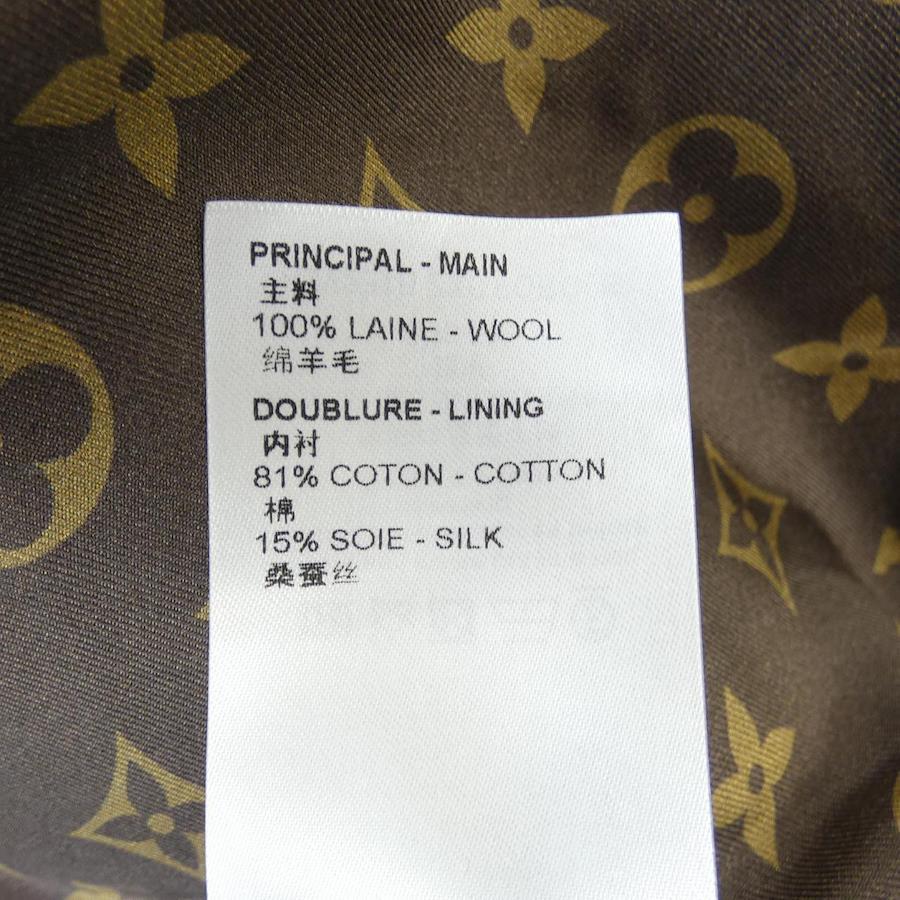 PRINCIPAL - MAIN
主料
100% LAINE - WOOL
绵羊毛
DOUBLURE - LINING
内衬
81% COTON - COTTON
棉
15% SOIE - SILK
桑蚕丝